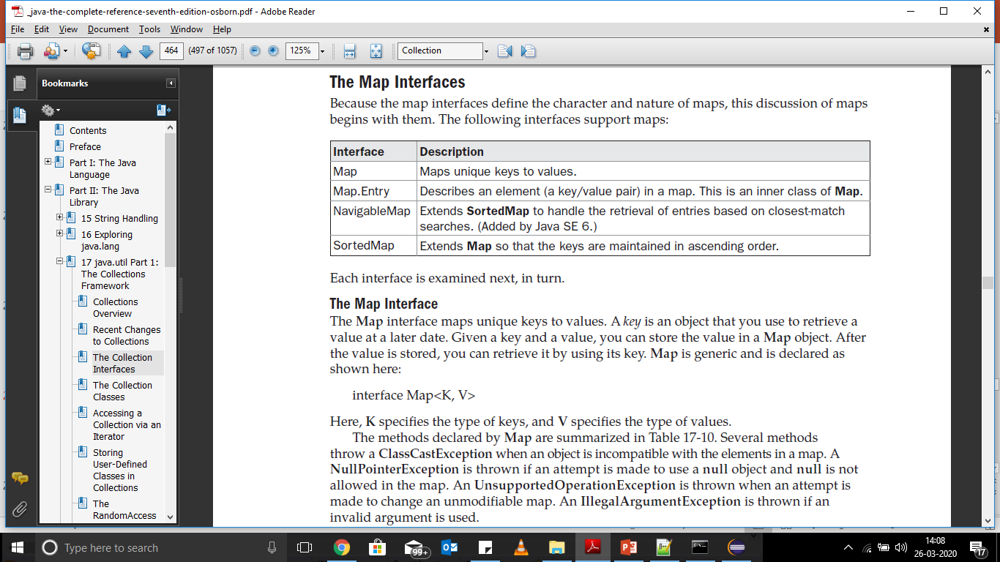 _java-the-complete-reference-seventh-edition-osborn.pdf - Adobe Reader
File Edit View Document Tools Window Help
464 (497 of 1057) 125% Collection
Bookmarks
Contents
Preface
Part I: The Java
Language
Part II: The Java
Library
15 String Handling
16 Exploring
java.lang
17 java.util Part 1:
The Collections
Framework
Collections
Overview
Recent Changes
to Collections
The Collection
Interfaces
The Collection
Classes
Accessing a
Collection via an
Iterator
Storing
User-Defined
Classes in
Collections
The
RandomAccess
The Map Interfaces
Because the map interfaces define the character and nature of maps, this discussion of maps
begins with them. The following interfaces support maps:
Interface Description
Map Maps unique keys to values.
Map.Entry Describes an element (a key/value pair) in a map. This is an inner class of Map.
NavigableMap Extends SortedMap to handle the retrieval of entries based on closest-match
searches. (Added by Java SE 6.)
SortedMap Extends Map so that the keys are maintained in ascending order.
Each interface is examined next, in turn.
The Map Interface
The Map interface maps unique keys to values. A key is an object that you use to retrieve a
value at a later date. Given a key and a value, you can store the value in a Map object. After
the value is stored, you can retrieve it by using its key. Map is generic and is declared as
shown here:
interface Map<K, V>
Here, K specifies the type of keys, and V specifies the type of values.
The methods declared by Map are summarized in Table 17-10. Several methods
throw a ClassCastException when an object is incompatible with the elements in a map. A
NullPointerException is thrown if an attempt is made to use a null object and null is not
allowed in the map. An UnsupportedOperationException is thrown when an attempt is
made to change an unmodifiable map. An IllegalArgumentException is thrown if an
invalid argument is used.
Type here to search
99+
14:08
26-03-2020
17